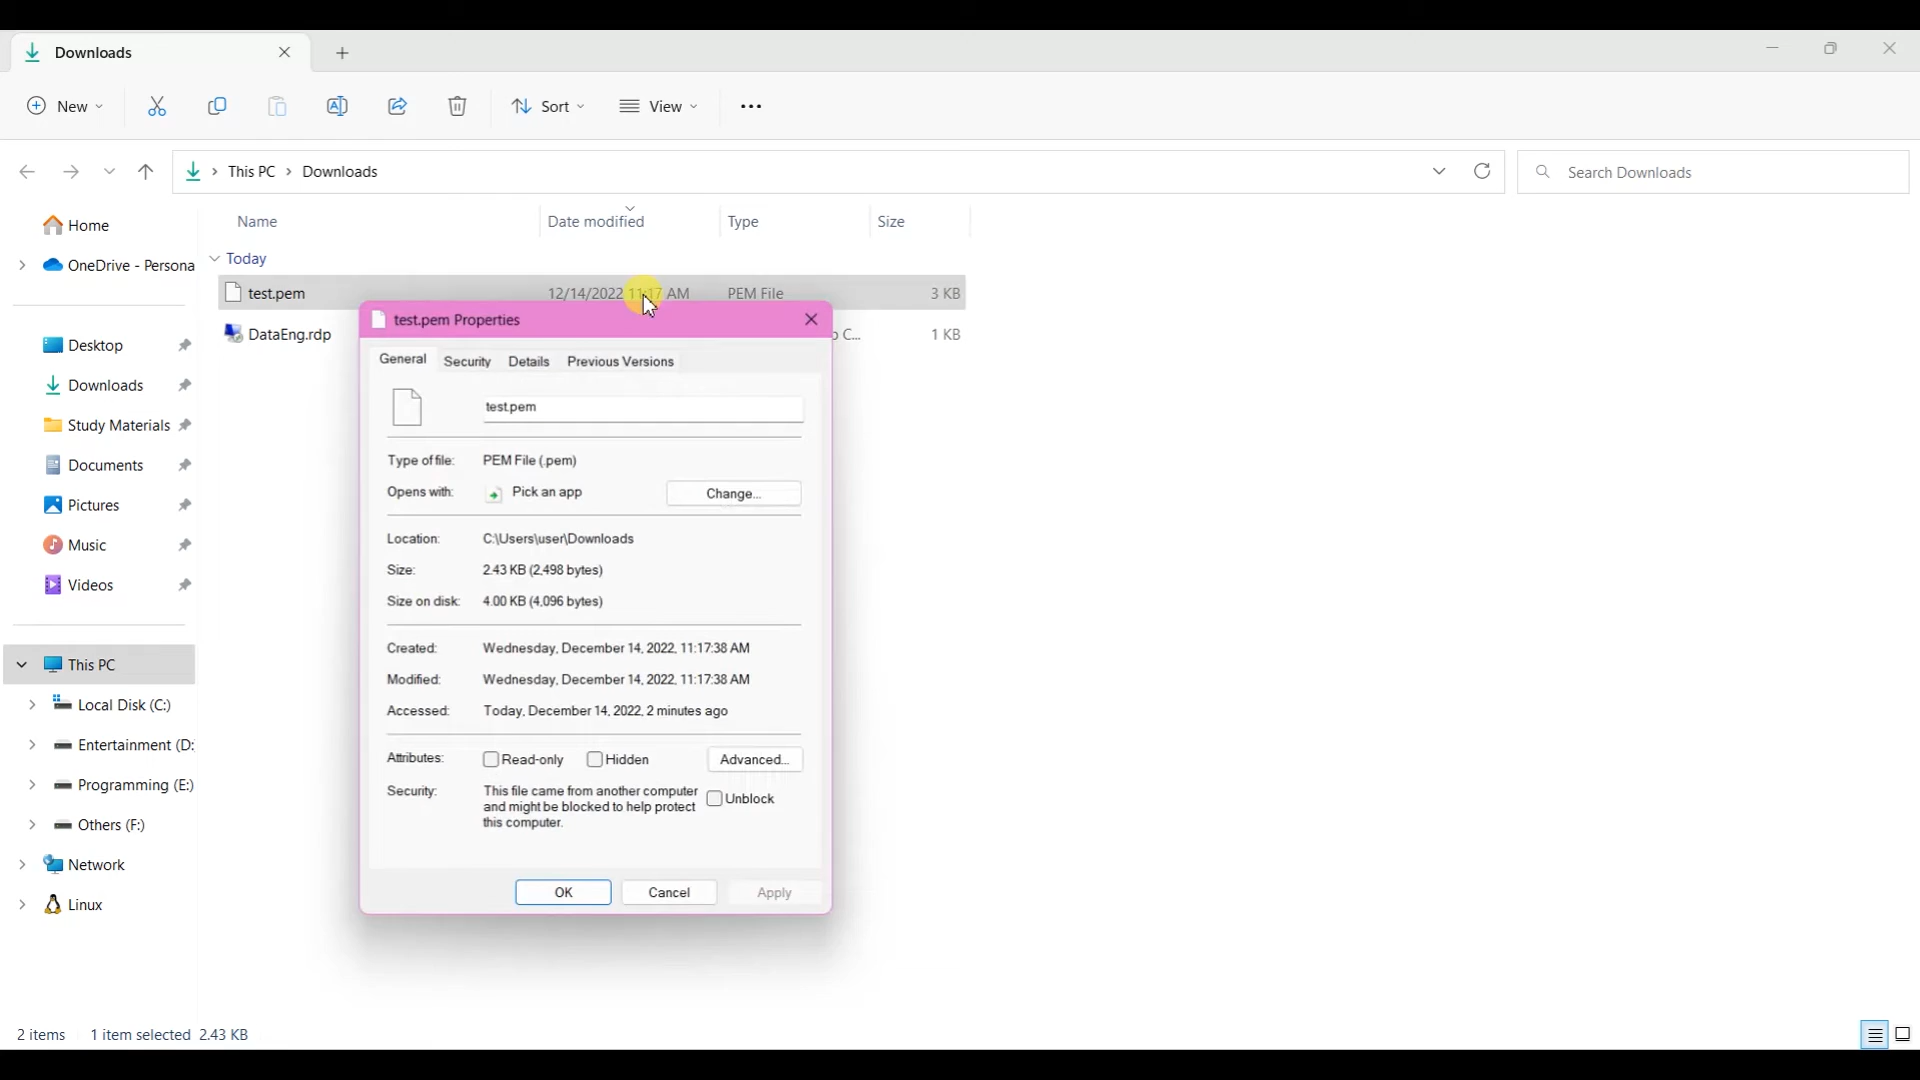 Downloads
New
Sort
View
This PC
Downloads
Search Downloads
Home
OneDrive - Persona
Desktop
Downloads
Study Materials
Documents
Pictures
Music
Videos
This PC
Local Disk (C:)
Entertainment (D:
Programming (E:)
Others (F:)
Network
Linux
Name
Date modified
Type
Size
Today
test.pem
12/14/2022 11:17 AM
PEM File
3 KB
DataEng.rdp
C...
1 KB
test.pem Properties
General
Security
Details
Previous Versions
test.pem
Type of file:
PEM File (.pem)
Opens with:
Pick an app
Change...
Location:
C:\Users\user\Downloads
Size:
2.43 KB (2,498 bytes)
Size on disk:
4.00 KB (4,096 bytes)
Created:
Wednesday, December 14, 2022, 11:17:38 AM
Modified:
Wednesday, December 14, 2022, 11:17:38 AM
Accessed:
Today, December 14, 2022, 2 minutes ago
Attributes:
Read-only
Hidden
Advanced...
Security:
This file came from another computer
and might be blocked to help protect
this computer.
Unblock
OK
Cancel
Apply
2 items
1 item selected 2.43 KB